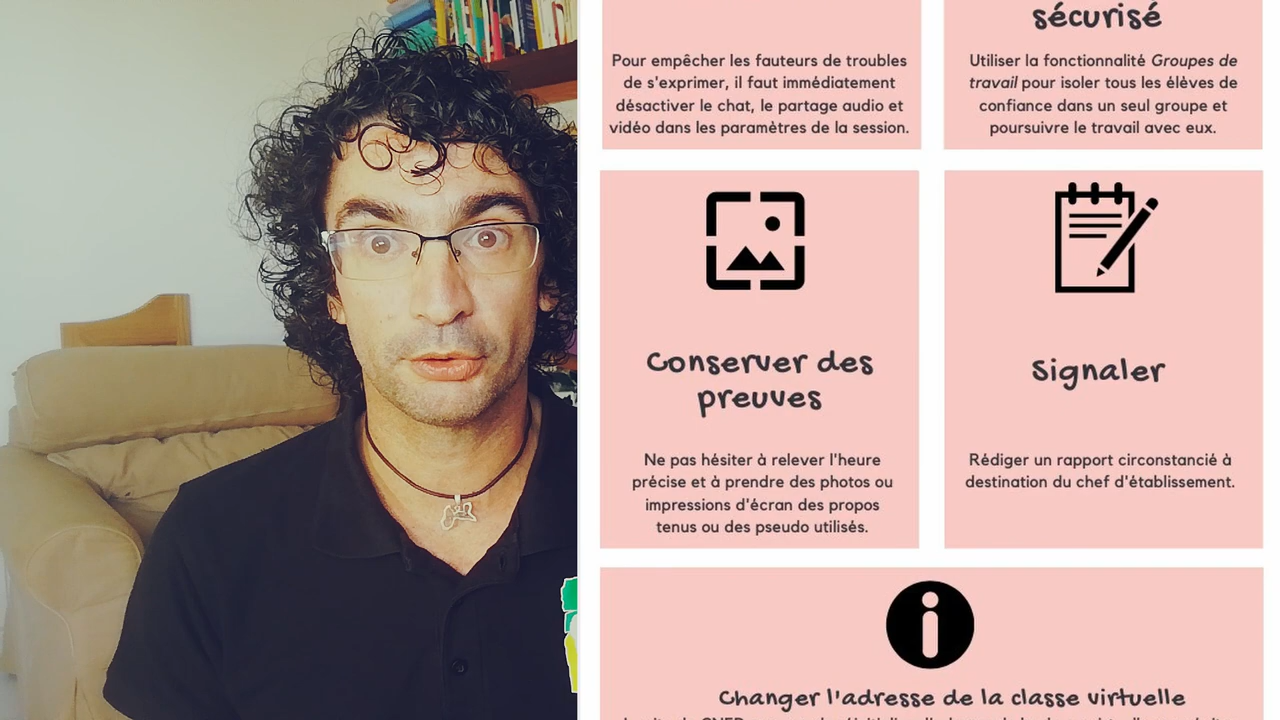 sécurisé
Pour empêcher les fauteurs de troubles
de s'exprimer, il faut immédiatement
désactiver le chat, le partage audio et
vidéo dans les paramètres de la session.
Utiliser la fonctionnalité Groupes de
travail pour isoler tous les élèves de
confiance dans un seul groupe et
poursuivre le travail avec eux.
Conserver des
preuves
Ne pas hésiter à relever l'heure
précise et à prendre des photos ou
impressions d'écran des propos
tenus ou des pseudo utilisés.
Signaler
Rédiger un rapport circonstancié à
destination du chef d'établissement.
Changer l'adresse de la classe virtuelle